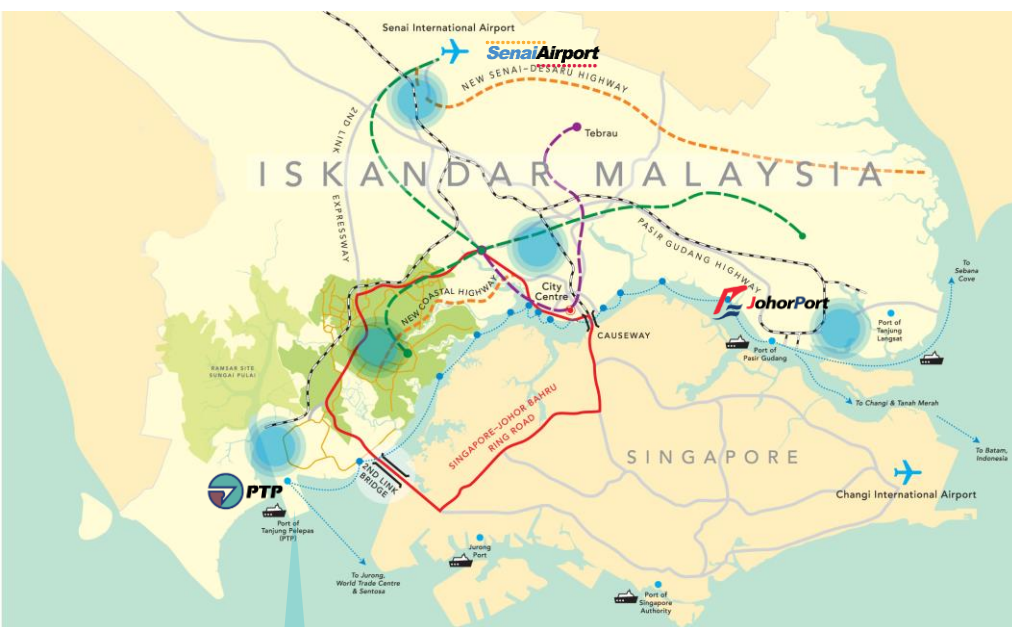 Senai International Airport
SenaiAirport
NEW SENAI–DESARU HIGHWAY
2ND LINK
EXPRESSWAY
Tebrau
ISKANDAR MALAYSIA
PASIR GUDANG HIGHWAY
To
Sebana
Cove
NEW COASTAL HIGHWAY
City
Centre
JohorPort
CAUSEWAY
Port of
Tanjung
Langsat
Port of
Pasir Gudang
RAMSAR SITE
SUNGAI PULAI
To Changi & Tanah Merah
SINGAPORE–JOHOR BAHRU
RING ROAD
SINGAPORE
To Batam,
Indonesia
2ND LINK
BRIDGE
PTP
Changi International Airport
Port of
Tanjung Pelepas
(PTP)
Jurong
Port
To Jurong,
World Trade Centre
& Sentosa
Port of
Singapore
Authority